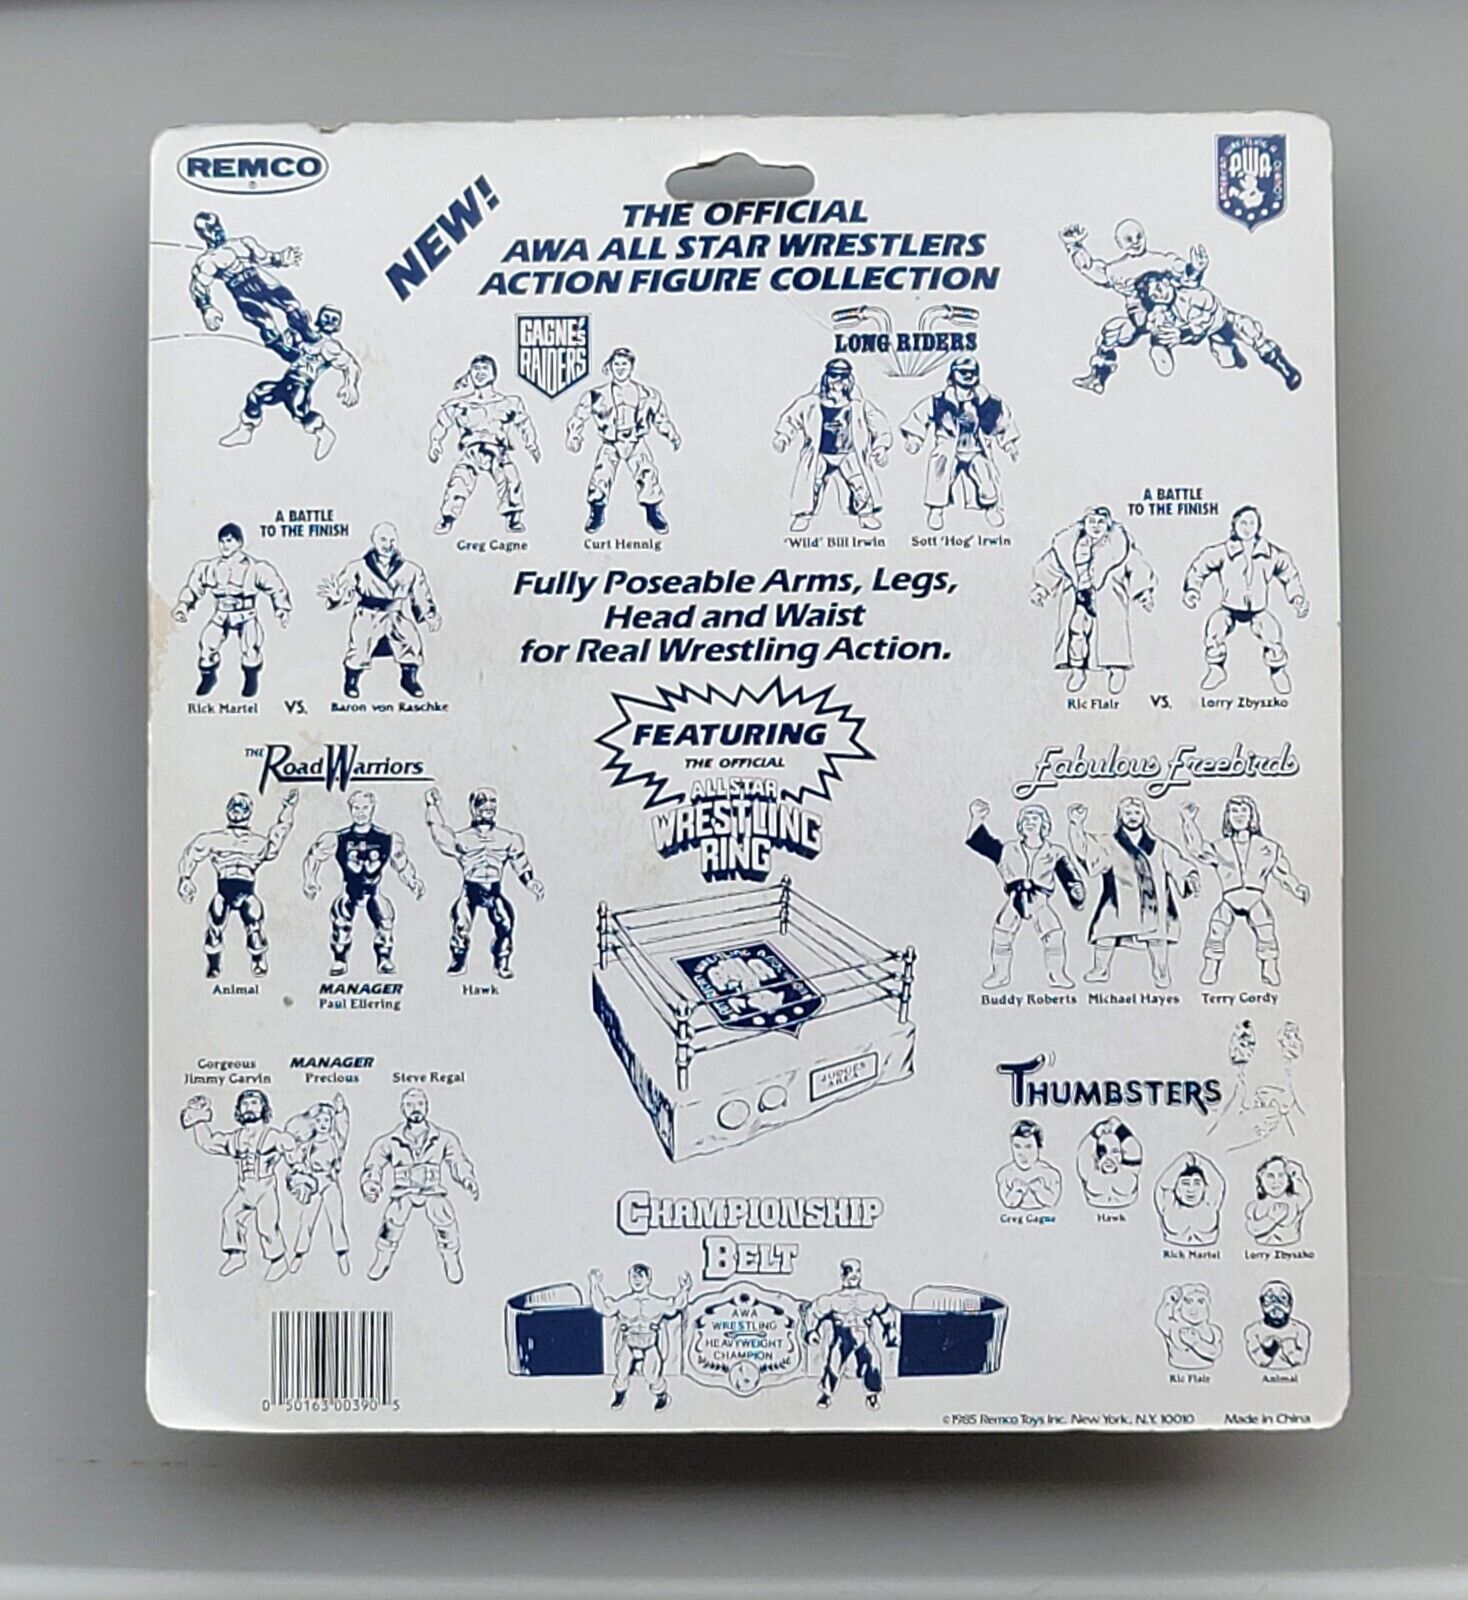 REMCO
®
NEW!
THE OFFICIAL
AWA ALL STAR WRESTLERS
ACTION FIGURE COLLECTION
AWA
GAGNE'S
RAIDERS
LONG RIDERS
Greg Gagne
Curt Hennig
'Wild' Bill Irwin
Sott 'Hog' Irwin
A BATTLE
TO THE FINISH
Rick Martel VS. Baron von Raschke
A BATTLE
TO THE FINISH
Ric Flair VS. Larry Zbyszko
Fully Poseable Arms, Legs,
Head and Waist
for Real Wrestling Action.
FEATURING
THE OFFICIAL
ALL STAR
WRESTLING
RING
JUDGES
AREA
THE Road Warriors
Animal
MANAGER
Paul Ellering
Hawk
Fabulous Freebirds
Buddy Roberts Michael Hayes Terry Gordy
Gorgeous
Jimmy Garvin
MANAGER
Precious
Steve Regal
THUMBSTERS
Greg Gagne
Hawk
Rick Martel
Larry Zbyszko
Ric Flair
Animal
CHAMPIONSHIP
BELT
AWA
WRESTLING
HEAVYWEIGHT
CHAMPION
0 50163 00390 5
© 1985 Remco Toys Inc. New York, N.Y. 10010 Made in China